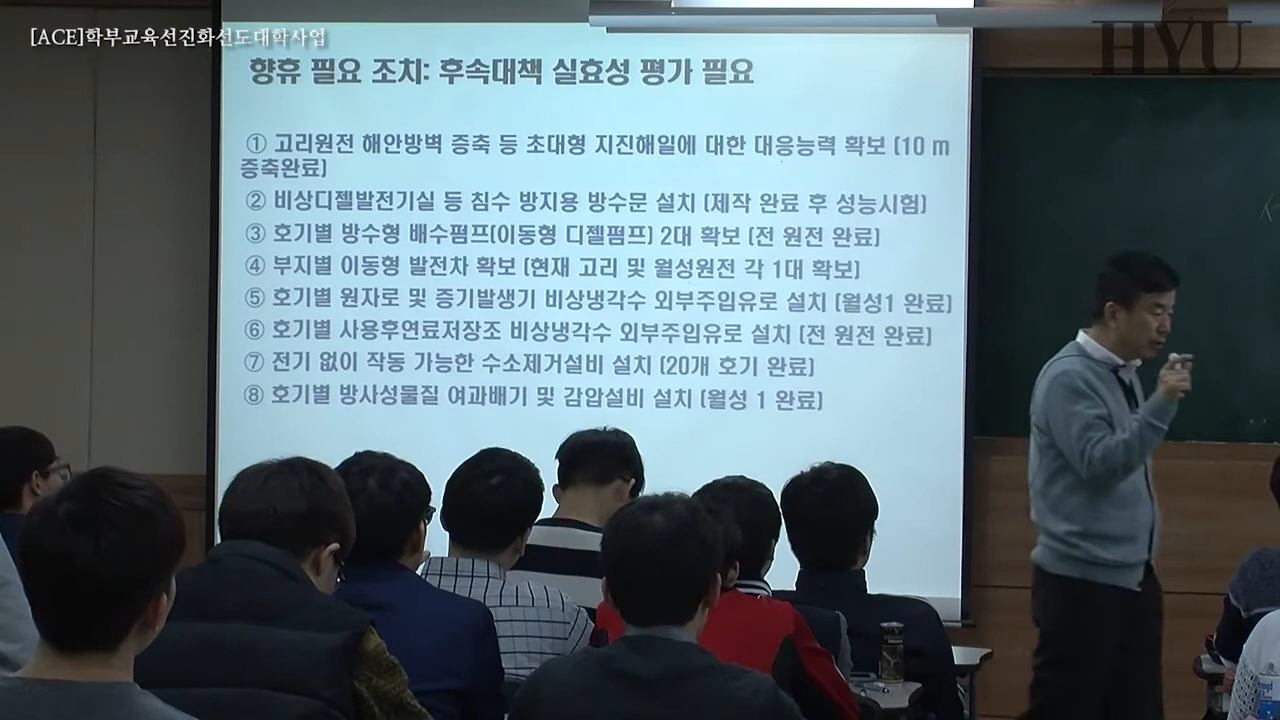 [ACE]학부교육선진화선도대학사업
HYU
향휴 필요 조치: 후속대책 실효성 평가 필요
① 고리원전 해안방벽 증축 등 초대형 지진해일에 대한 대응능력 확보 (10 m
증축완료)
② 비상디젤발전기실 등 침수 방지용 방수문 설치 (제작 완료 후 성능시험)
③ 호기별 방수형 배수펌프(이동형 디젤펌프) 2대 확보 (전 원전 완료)
④ 부지별 이동형 발전차 확보 (현재 고리 및 월성원전 각 1대 확보)
⑤ 호기별 원자로 및 증기발생기 비상냉각수 외부주입유로 설치 (월성1 완료)
⑥ 호기별 사용후연료저장조 비상냉각수 외부주입유로 설치 (전 원전 완료)
⑦ 전기 없이 작동 가능한 수소제거설비 설치 (20개 호기 완료)
⑧ 호기별 방사성물질 여과배기 및 감압설비 설치 (월성 1 완료)